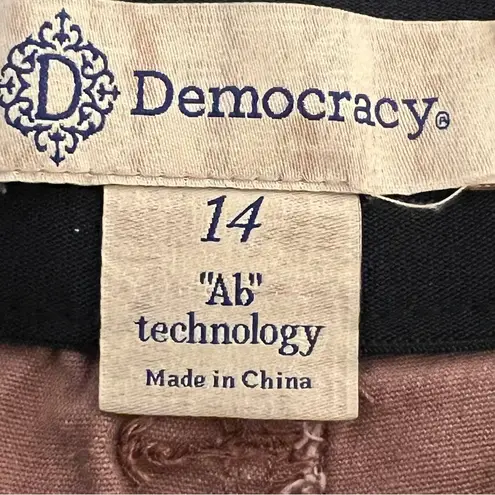 D Democracy®
14
"Ab"
technology
Made in China